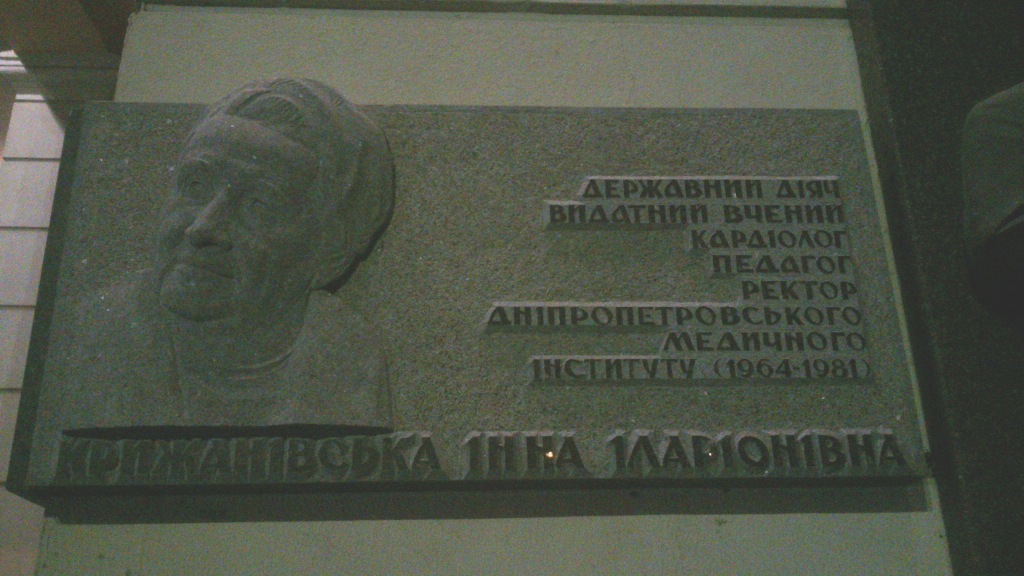 ДЕРЖАВНИЙ ДІЯЧ
ВИДАТНИЙ ВЧЕНИЙ
КАРДІОЛОГ
ПЕДАГОГ
РЕКТОР
ДНІПРОПЕТРОВСЬКОГО
МЕДИЧНОГО
ІНСТИТУТУ (1964-1981)
КРИЖАНІВСЬКА ІННА ІЛАРІОНІВНА